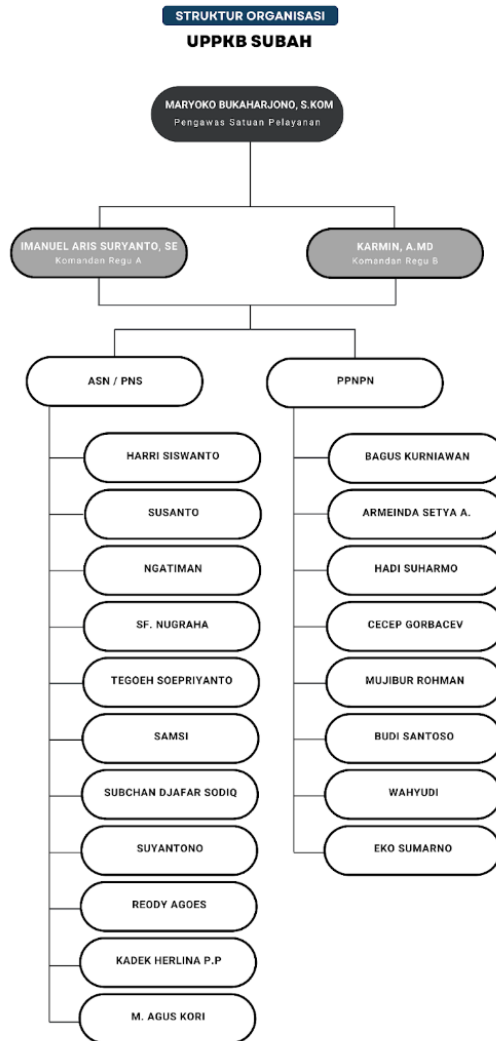 STRUKTUR ORGANISASI
UPPKB SUBAH
MARYOKO BUKAHARJONO, S.KOM
Pengawas Satuan Pelayanan
IMANUEL ARIS SURYANTO, SE
Komandan Regu A
KARMIN, A.MD
Komandan Regu B
ASN / PNS
HARRI SISWANTO
SUSANTO
NGATIMAN
SF. NUGRAHA
TEGOEH SOEPRIYANTO
SAMSI
SUBCHAN DJAFAR SODIQ
SUYANTONO
REODY AGOES
KADEK HERLINA P.P
M. AGUS KORI
PPNPN
BAGUS KURNIAWAN
ARMEINDA SETYA A.
HADI SUHARMO
CECEP GORBACEV
MUJIBUR ROHMAN
BUDI SANTOSO
WAHYUDI
EKO SUMARNO